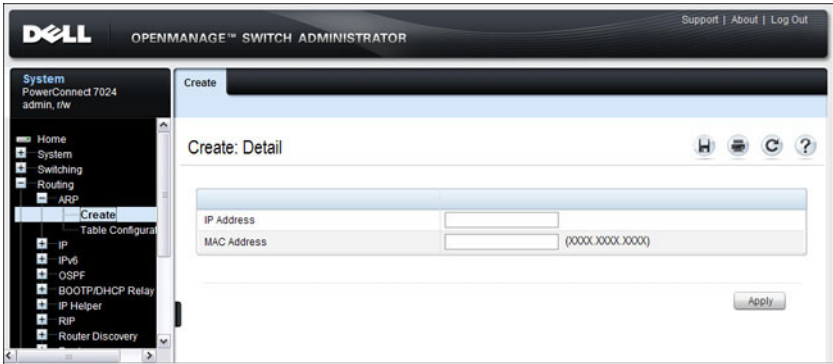 Support | About | Log Out
DELL
OPENMANAGE™ SWITCH ADMINISTRATOR
System
PowerConnect 7024
admin, r/w
Create
Home
System
Switching
Routing
ARP
Create
Table Configurat
IP
IPv6
OSPF
BOOTP/DHCP Relay
IP Helper
RIP
Router Discovery
Create: Detail
IP Address
MAC Address (XXXX.XXXX.XXXX)
Apply